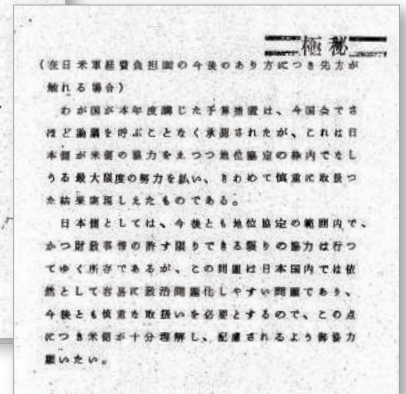 極秘
(在日米軍経費負担面の今後のあり方につき先方が
触れる場合)
わが国が本年度講じた予算措置は、今国会でさ
ほど論議を呼ぶことなく承認されたが、これは日
本側が米側の協力をえつつ地位協定の枠内でなし
うる最大限度の努力を払い、きわめて慎重に取扱つ
た結果実現しえたものである。
日本側としては、今後とも地位協定の範囲内で、
かつ財政事情の許す限りできる限りの協力は行つ
てゆく所存であるが、この問題は日本国内では依
然として容易に政治問題化しやすい問題であり、
今後とも慎重な取扱いを必要とするので、この点
につき米側が十分理解し、配慮されるよう御協力
願いたい。